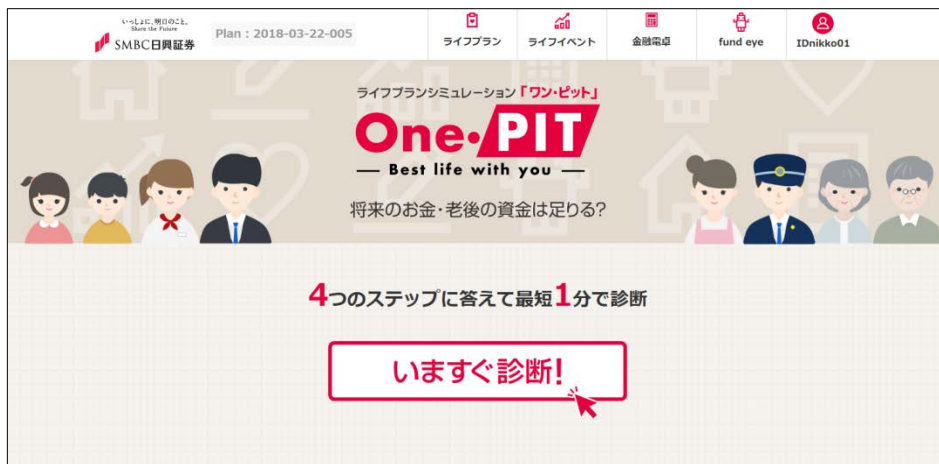 いっしょに、明日のこと。
Share the Future
SMBC日興証券
Plan : 2018-03-22-005
ライフプラン
ライフイベント
金融電卓
fund eye
IDnikko01
ライフプランシミュレーション「ワン・ピット」
One・PIT
— Best life with you —
将来のお金・老後の資金は足りる?
4つのステップに答えて最短1分で診断
いますぐ診断!